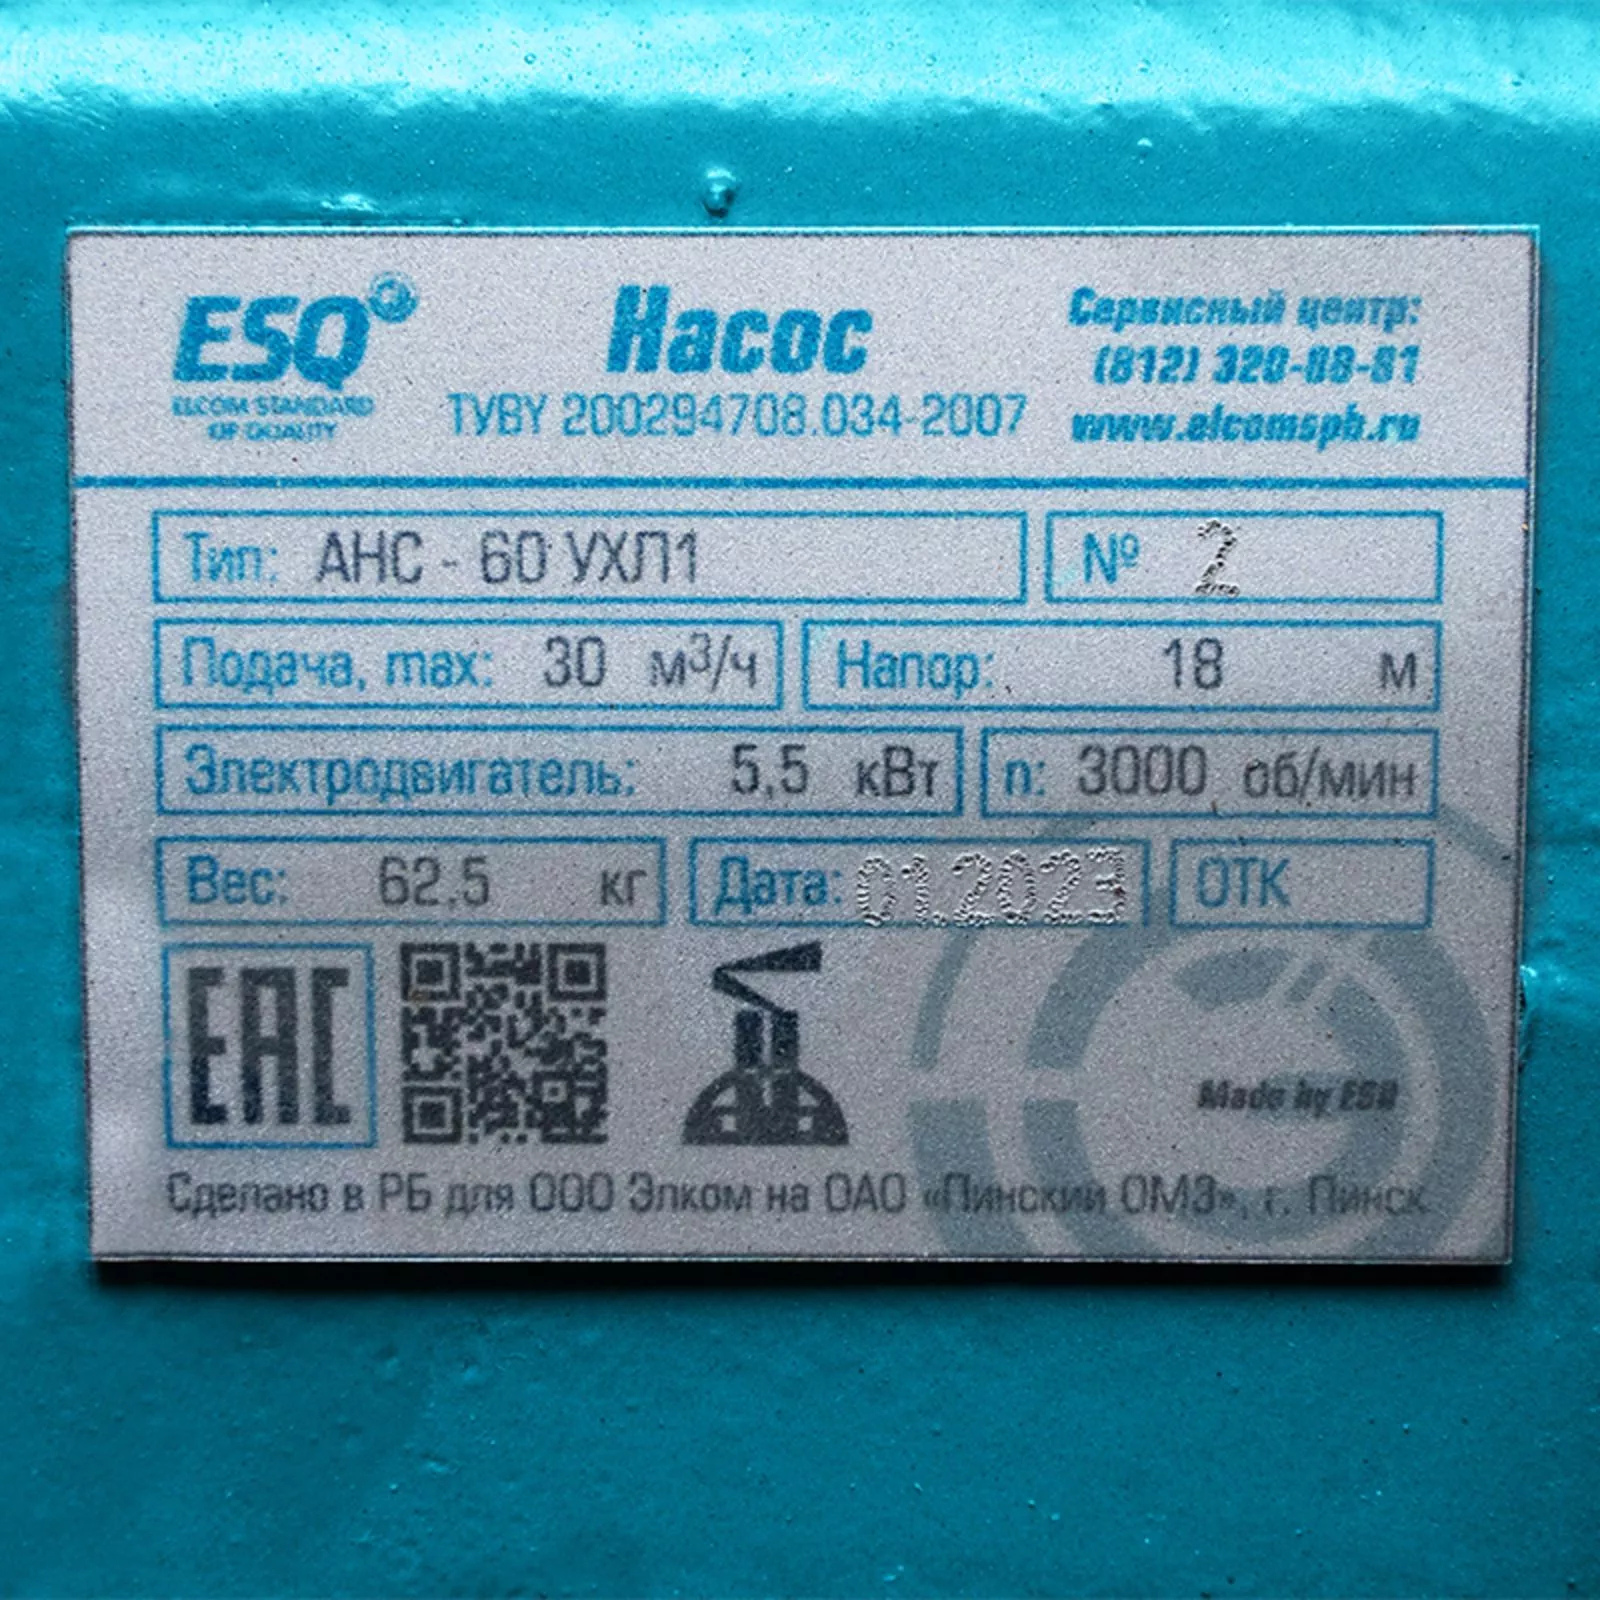 ESQ
ELCOM STANDARD
OF QUALITY
Насос
ТУBY 200294708.034-2007
Сервисный центр:
(812) 320-88-81
www.elcomspb.ru
Тип: АНС - 60 УХЛ1
№ 2
Подача, max: 30 м³/ч
Напор: 18 м
Электродвигатель: 5,5 кВт
n: 3000 об/мин
Вес: 62.5 кг
Дата: 01.2023
ОТК
EAC
Made by ESQ
Сделано в РБ для ООО Элком на ОАО «Пинский ОМЗ», г. Пинск